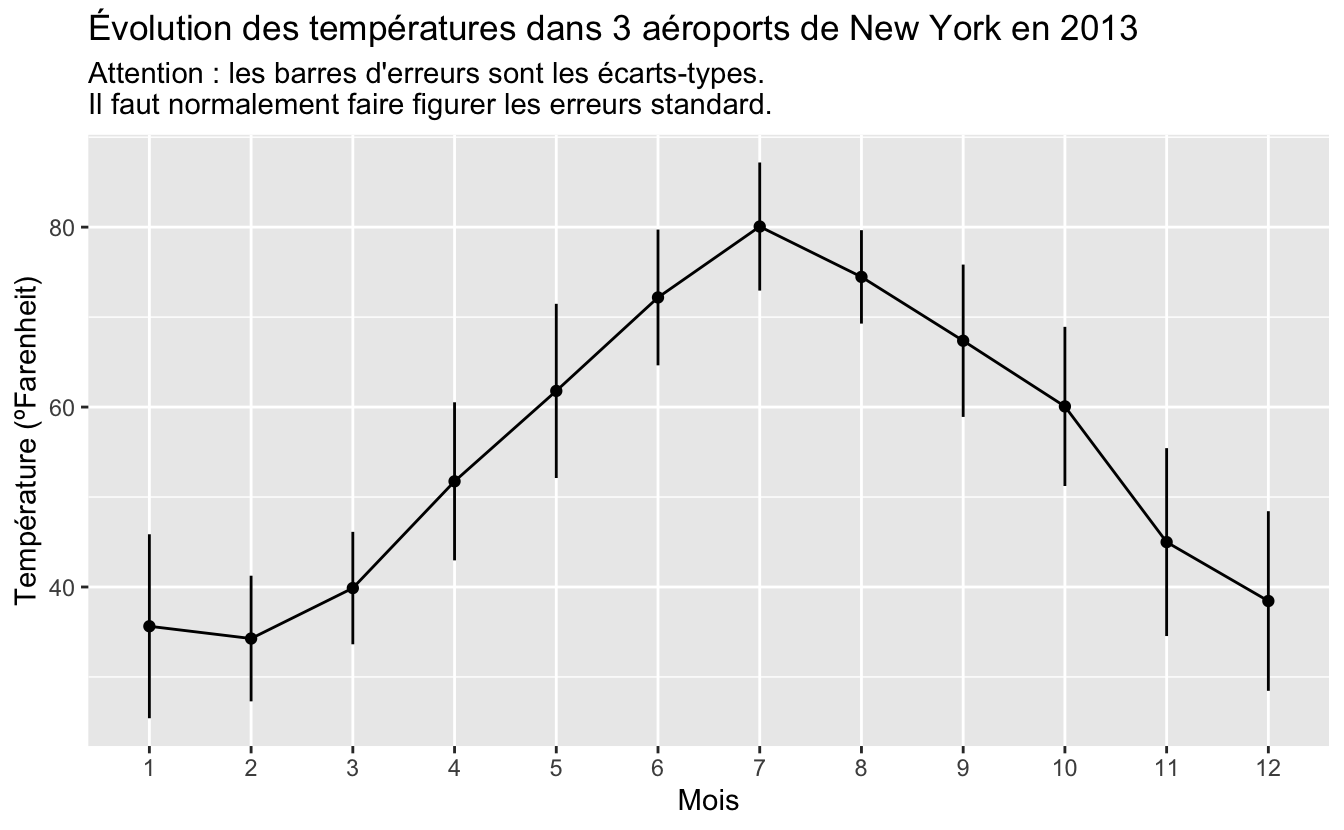 Évolution des températures dans 3 aéroports de New York en 2013
Attention : les barres d'erreurs sont les écarts-types.
Il faut normalement faire figurer les erreurs standard.
Température (ºFarenheit)
80
60
40
1 2 3 4 5 6 7 8 9 10 11 12
Mois